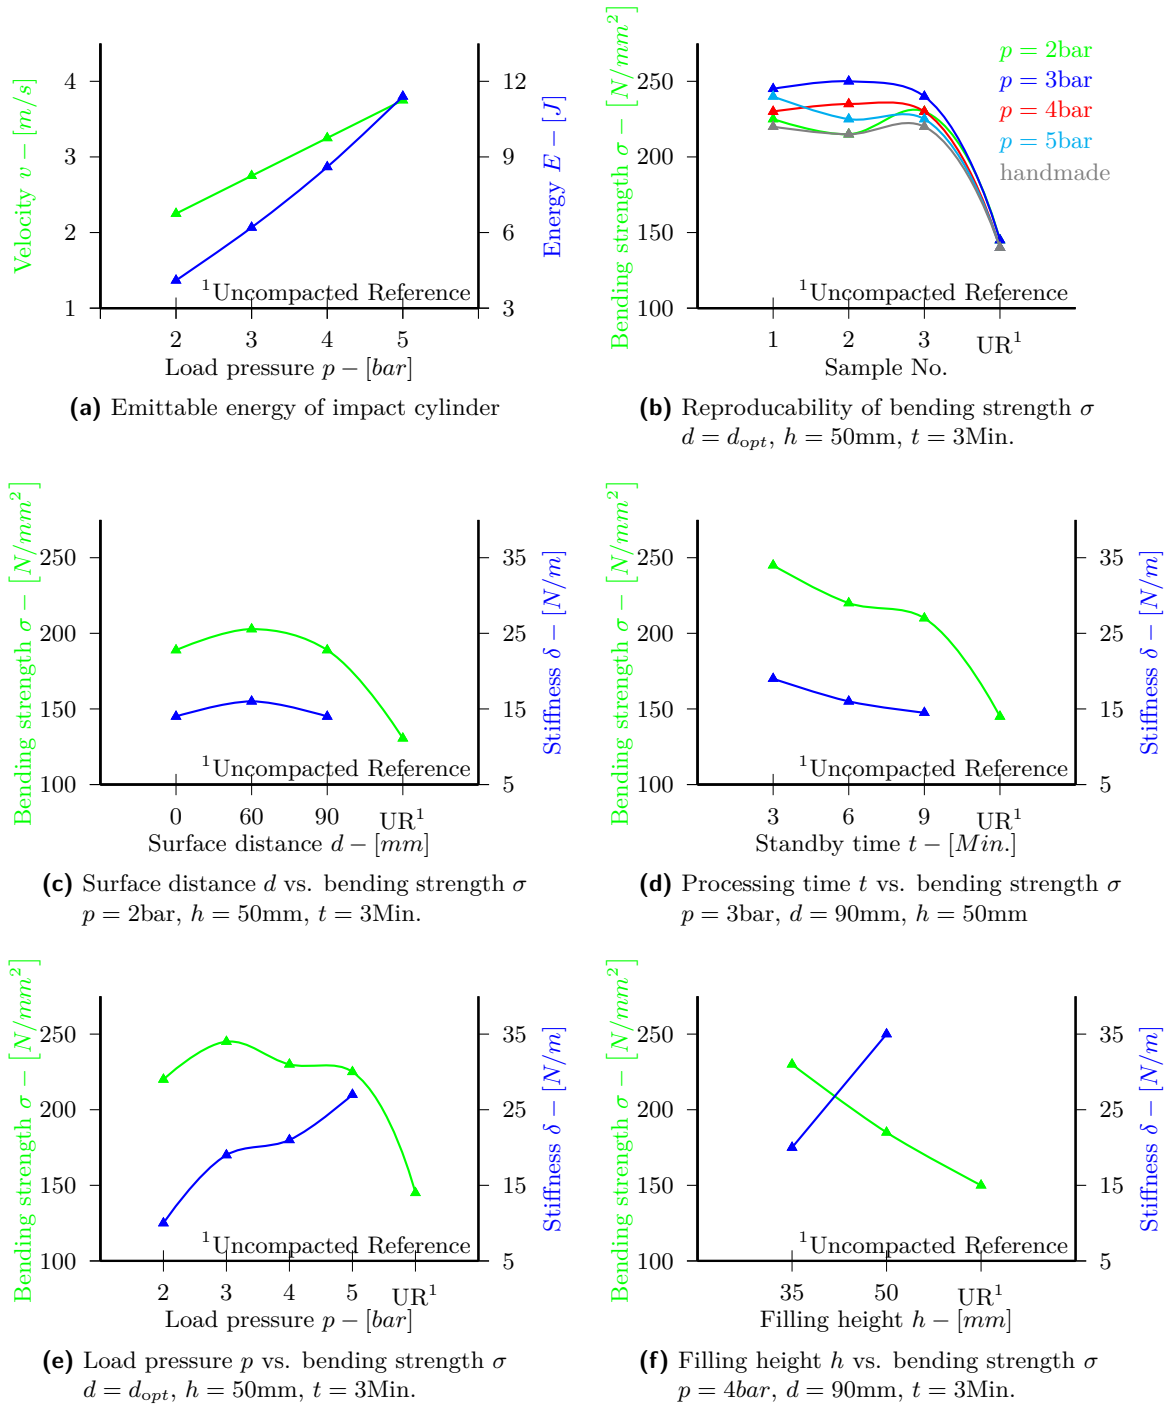 Velocity v − [m/s]
4
3
2
1
12
9
6
3
Energy E − [J]
¹Uncompacted Reference
2 3 4 5
Load pressure p − [bar]
(a) Emittable energy of impact cylinder
Bending strength σ − [N/mm²]
250
200
150
100
p = 2bar
p = 3bar
p = 4bar
p = 5bar
handmade
¹Uncompacted Reference
1 2 3 UR¹
Sample No.
(b) Reproducability of bending strength σ
d = d_opt, h = 50mm, t = 3Min.
Bending strength σ − [N/mm²]
250
200
150
100
35
25
15
5
Stiffness δ − [N/m]
¹Uncompacted Reference
0 60 90 UR¹
Surface distance d − [mm]
(c) Surface distance d vs. bending strength σ
p = 2bar, h = 50mm, t = 3Min.
Bending strength σ − [N/mm²]
250
200
150
100
35
25
15
5
Stiffness δ − [N/m]
¹Uncompacted Reference
3 6 9 UR¹
Standby time t − [Min.]
(d) Processing time t vs. bending strength σ
p = 3bar, d = 90mm, h = 50mm
Bending strength σ − [N/mm²]
250
200
150
100
35
25
15
5
Stiffness δ − [N/m]
¹Uncompacted Reference
2 3 4 5 UR¹
Load pressure p − [bar]
(e) Load pressure p vs. bending strength σ
d = d_opt, h = 50mm, t = 3Min.
Bending strength σ − [N/mm²]
250
200
150
100
35
25
15
5
Stiffness δ − [N/m]
¹Uncompacted Reference
35 50 UR¹
Filling height h − [mm]
(f) Filling height h vs. bending strength σ
p = 4bar, d = 90mm, t = 3Min.